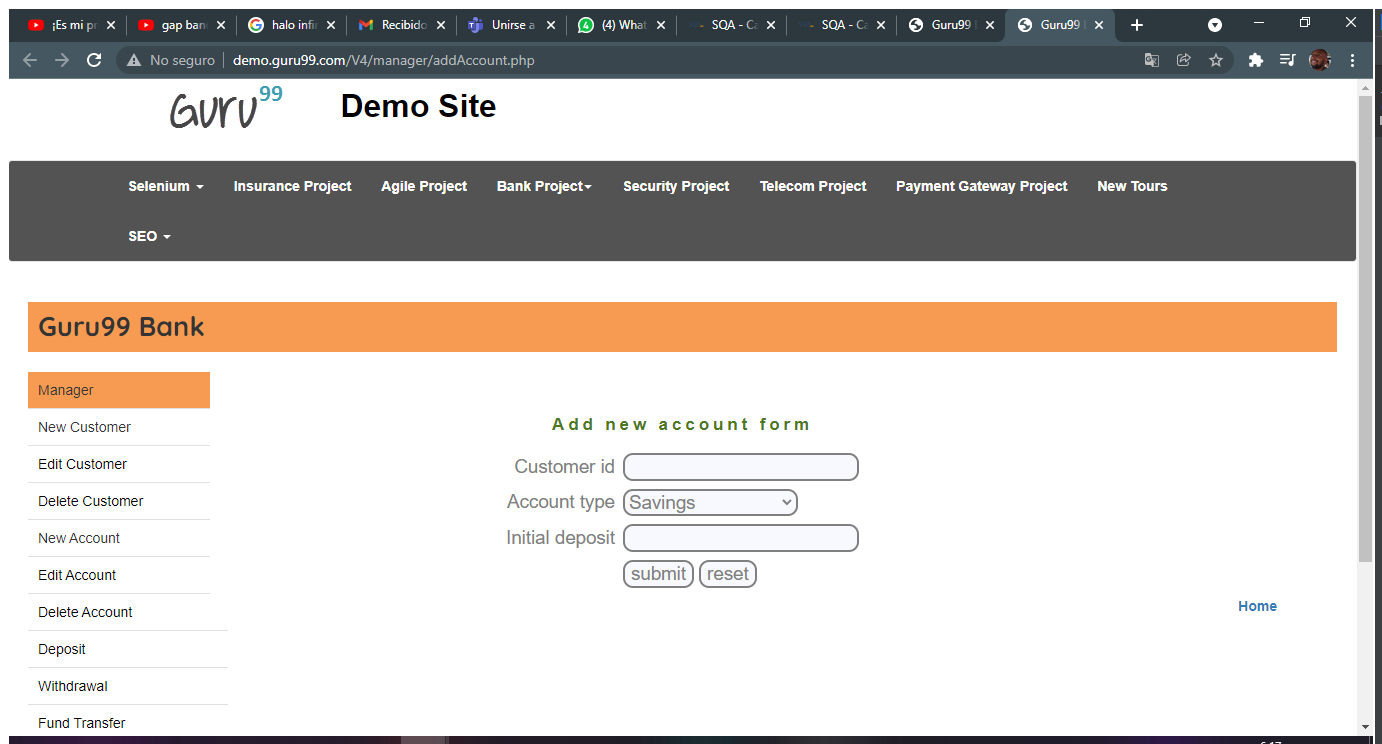 ¡Es mi pr
gap ban
halo infin
Recibido
Unirse a
(4) What
SQA - Ca
SQA - Ca
Guru99
Guru99
No seguro demo.guru99.com/V4/manager/addAccount.php
Guru99 Demo Site
Selenium Insurance Project Agile Project Bank Project Security Project Telecom Project Payment Gateway Project New Tours
SEO
Guru99 Bank
Manager
New Customer
Edit Customer
Delete Customer
New Account
Edit Account
Delete Account
Deposit
Withdrawal
Fund Transfer
Add new account form
Customer id
Account type Savings
Initial deposit
submit reset
Home